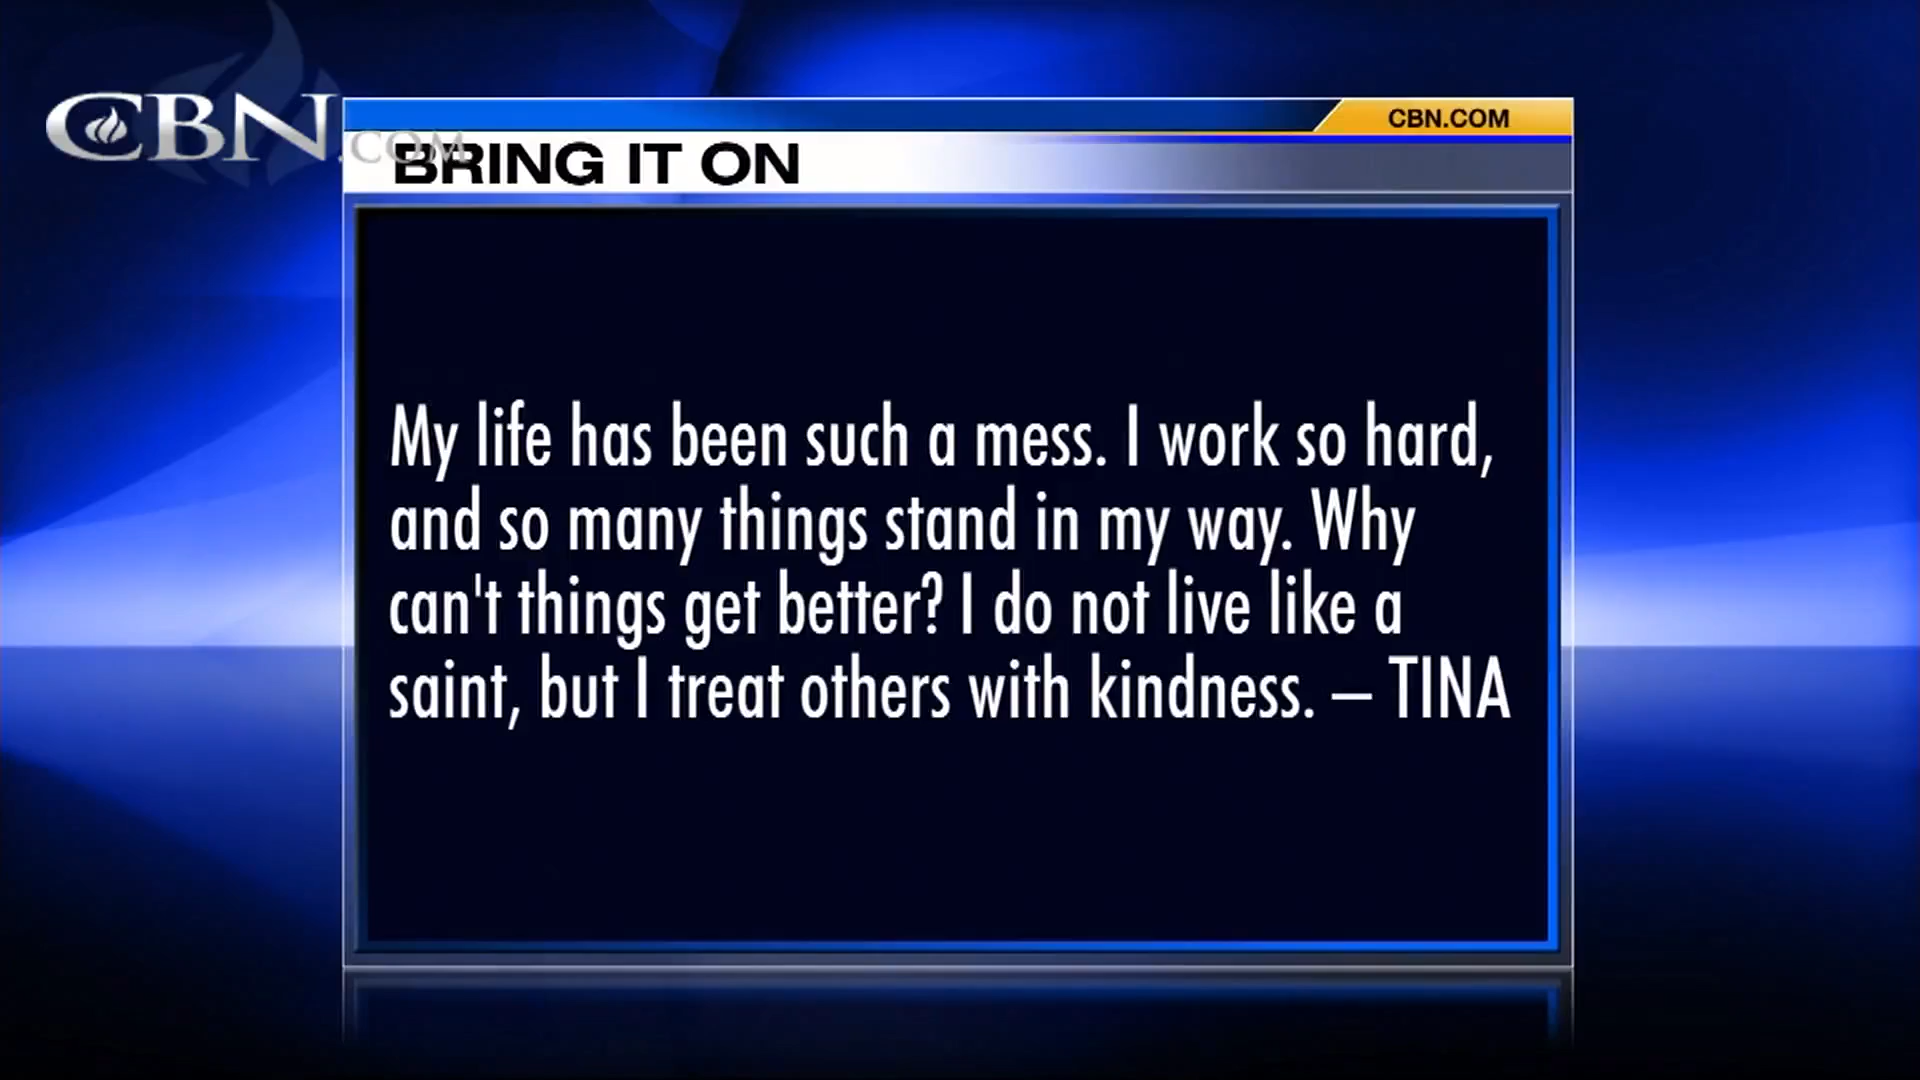 CBN.COM
CBN.COM
BRING IT ON
My life has been such a mess. I work so hard,
and so many things stand in my way. Why
can't things get better? I do not live like a
saint, but I treat others with kindness. – TINA